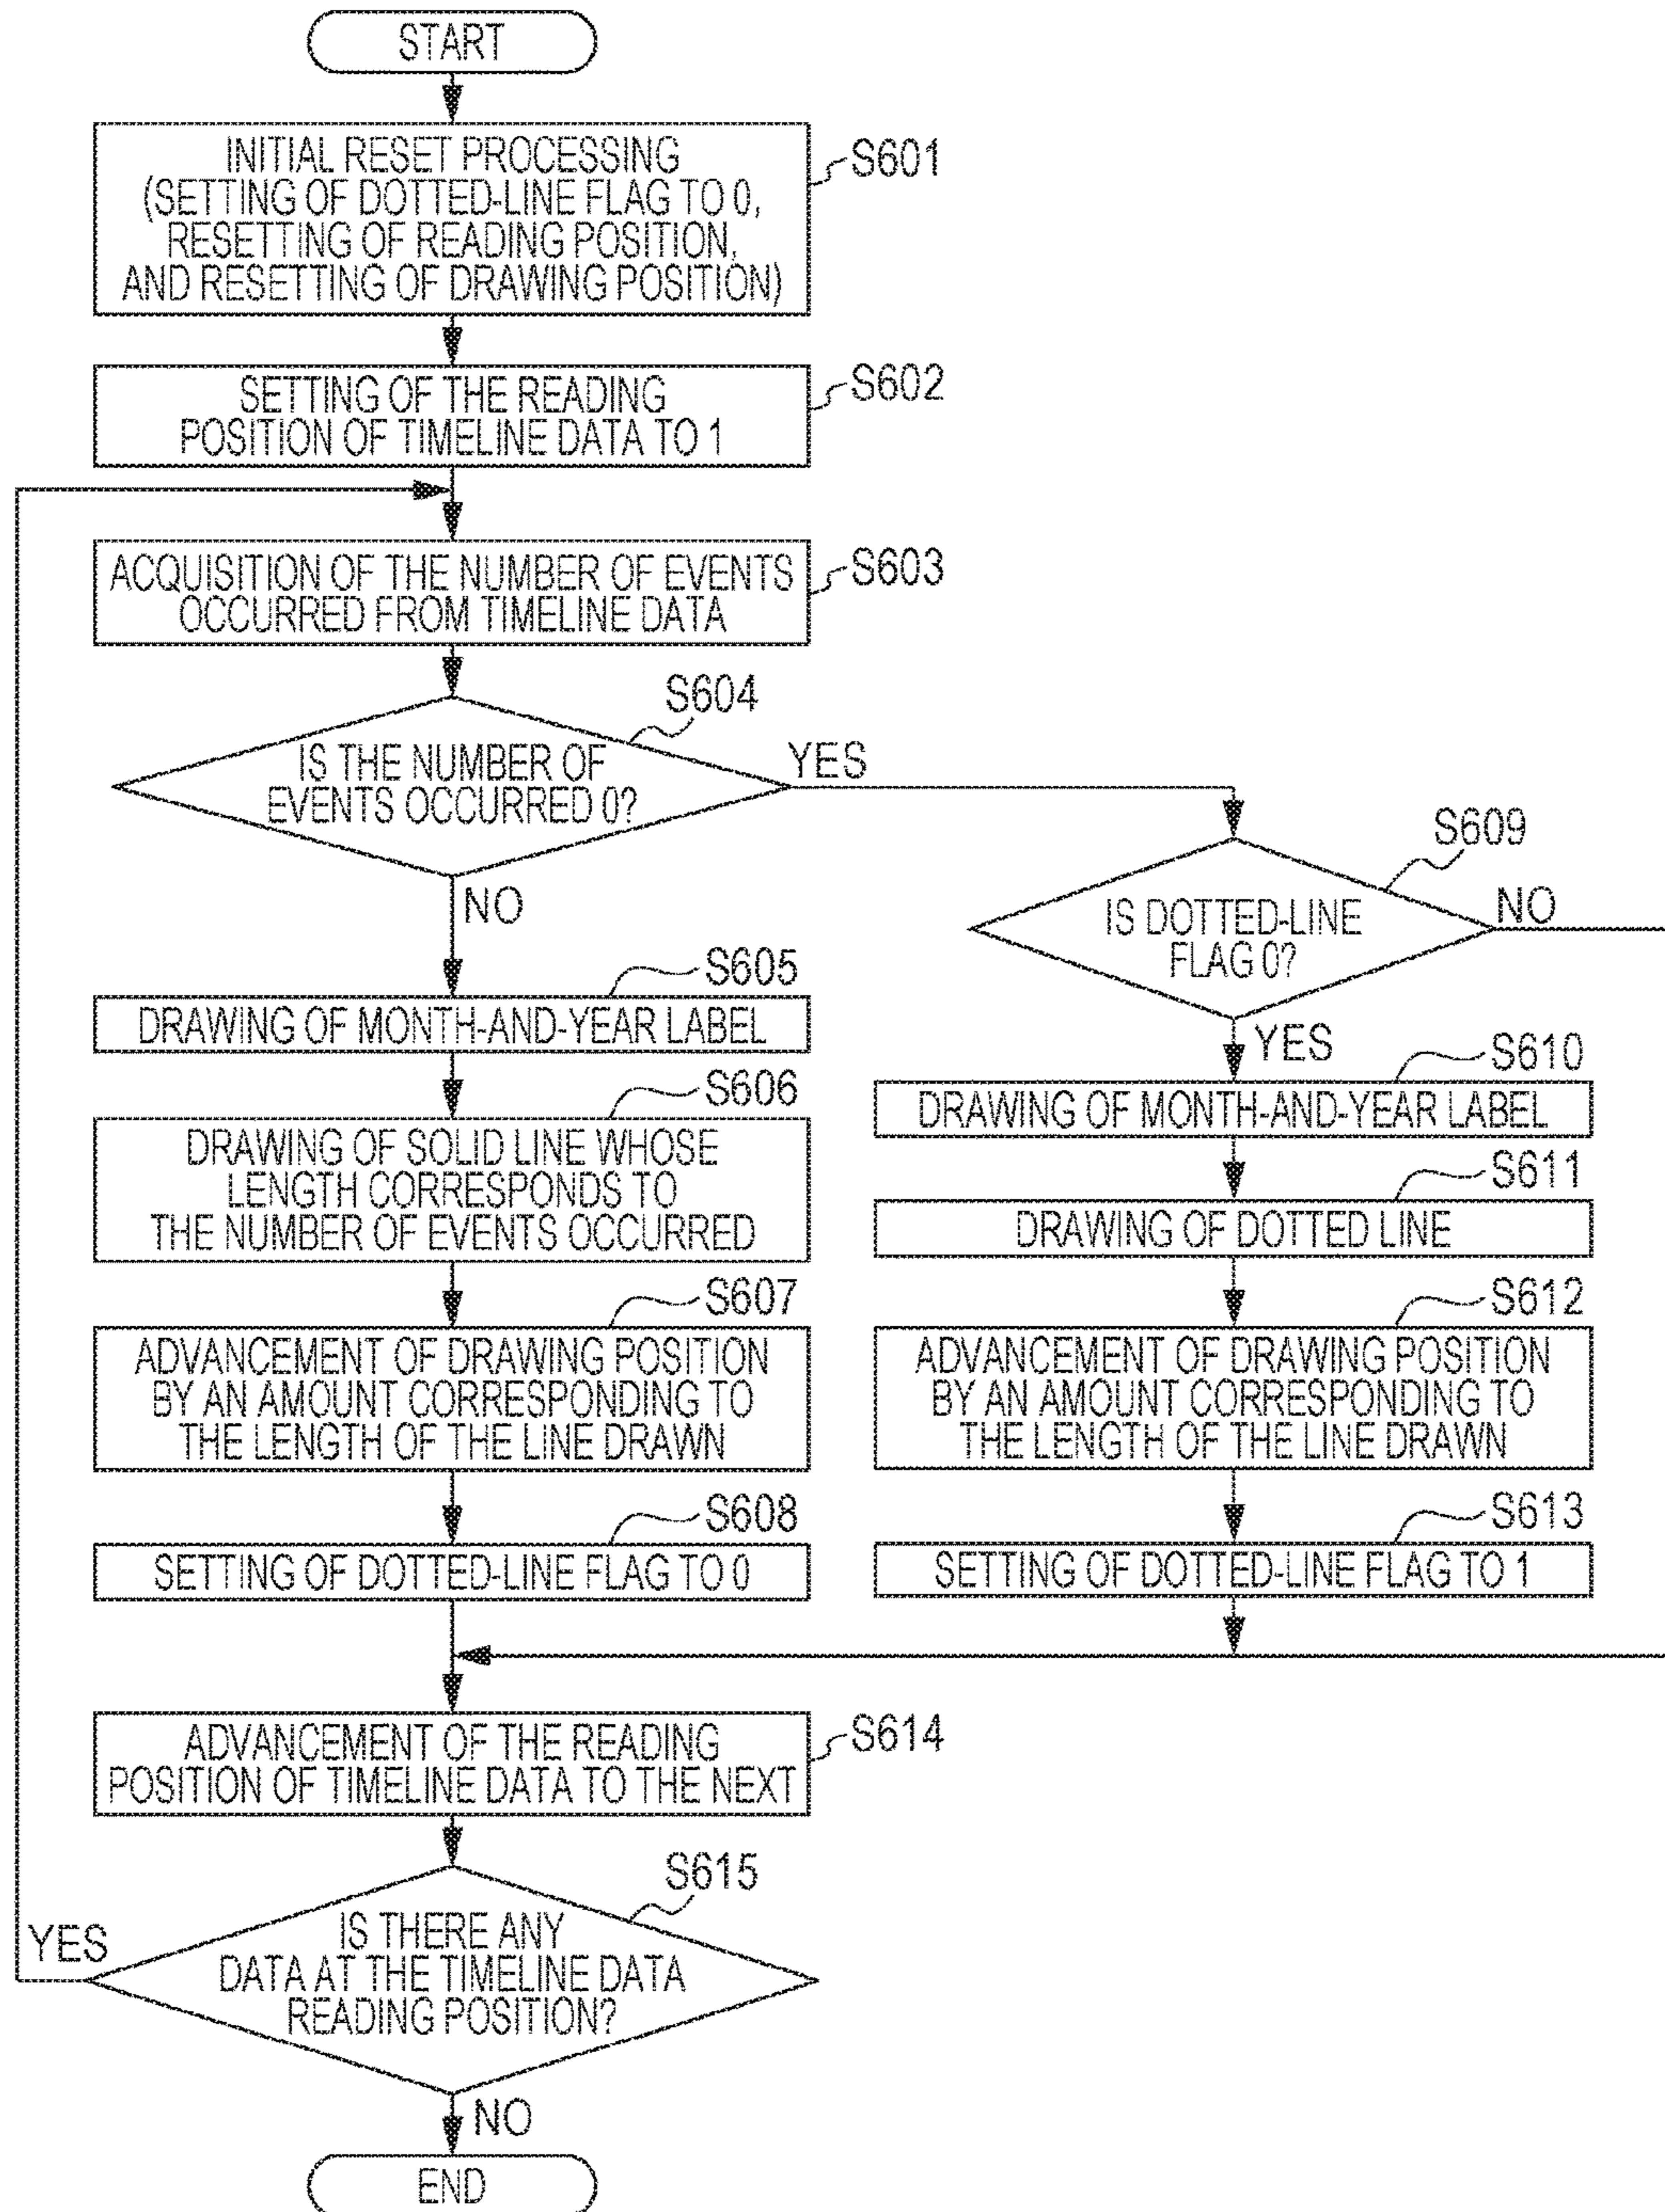 START
INITIAL RESET PROCESSING
(SETTING OF DOTTED-LINE FLAG TO 0,
RESETTING OF READING POSITION,
AND RESETTING OF DRAWING POSITION)
S601
SETTING OF THE READING
POSITION OF TIMELINE DATA TO 1
S602
ACQUISITION OF THE NUMBER OF EVENTS
OCCURRED FROM TIMELINE DATA
S603
S604
IS THE NUMBER OF
EVENTS OCCURRED 0?
YES
NO
S605
DRAWING OF MONTH-AND-YEAR LABEL
S606
DRAWING OF SOLID LINE WHOSE
LENGTH CORRESPONDS TO
THE NUMBER OF EVENTS OCCURRED
S607
ADVANCEMENT OF DRAWING POSITION
BY AN AMOUNT CORRESPONDING TO
THE LENGTH OF THE LINE DRAWN
S608
SETTING OF DOTTED-LINE FLAG TO 0
S609
IS DOTTED-LINE
FLAG 0?
NO
YES
S610
DRAWING OF MONTH-AND-YEAR LABEL
S611
DRAWING OF DOTTED LINE
S612
ADVANCEMENT OF DRAWING POSITION
BY AN AMOUNT CORRESPONDING TO
THE LENGTH OF THE LINE DRAWN
S613
SETTING OF DOTTED-LINE FLAG TO 1
ADVANCEMENT OF THE READING
POSITION OF TIMELINE DATA TO THE NEXT
S614
S615
IS THERE ANY
DATA AT THE TIMELINE DATA
READING POSITION?
YES
NO
END